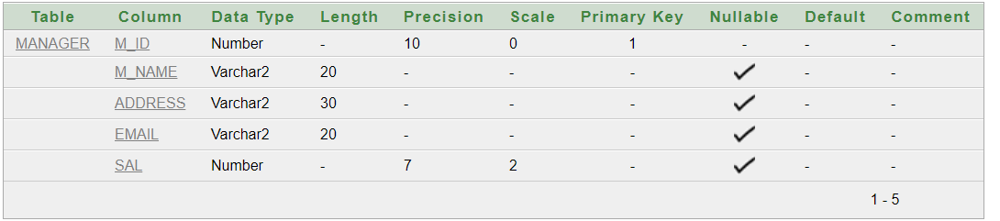 Table Column Data Type Length Precision Scale Primary Key Nullable Default Comment
MANAGER M_ID Number - 10 0 1 - - -
M_NAME Varchar2 20 - - - ✓ - -
ADDRESS Varchar2 30 - - - ✓ - -
EMAIL Varchar2 20 - - - ✓ - -
SAL Number - 7 2 - ✓ - -
1 - 5